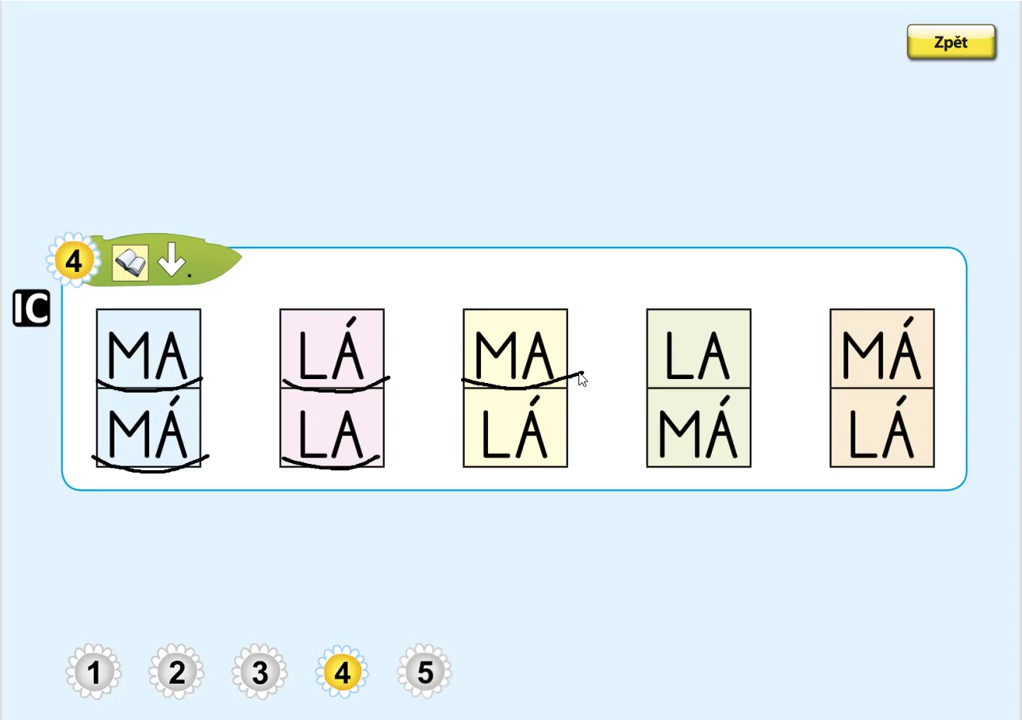 Zpět
4
IC
MA LÁ MA LA MÁ
MÁ LA LÁ MÁ LÁ
1 2 3 4 5